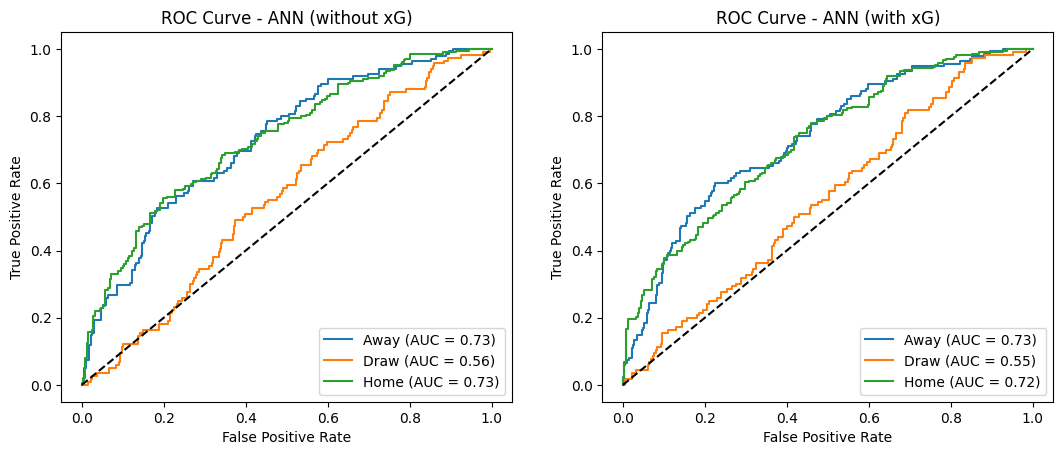 ROC Curve - ANN (without xG)
True Positive Rate
1.0
0.8
0.6
0.4
0.2
0.0
Away (AUC = 0.73)
Draw (AUC = 0.56)
Home (AUC = 0.73)
0.0 0.2 0.4 0.6 0.8 1.0
False Positive Rate
ROC Curve - ANN (with xG)
True Positive Rate
1.0
0.8
0.6
0.4
0.2
0.0
Away (AUC = 0.73)
Draw (AUC = 0.55)
Home (AUC = 0.72)
0.0 0.2 0.4 0.6 0.8 1.0
False Positive Rate